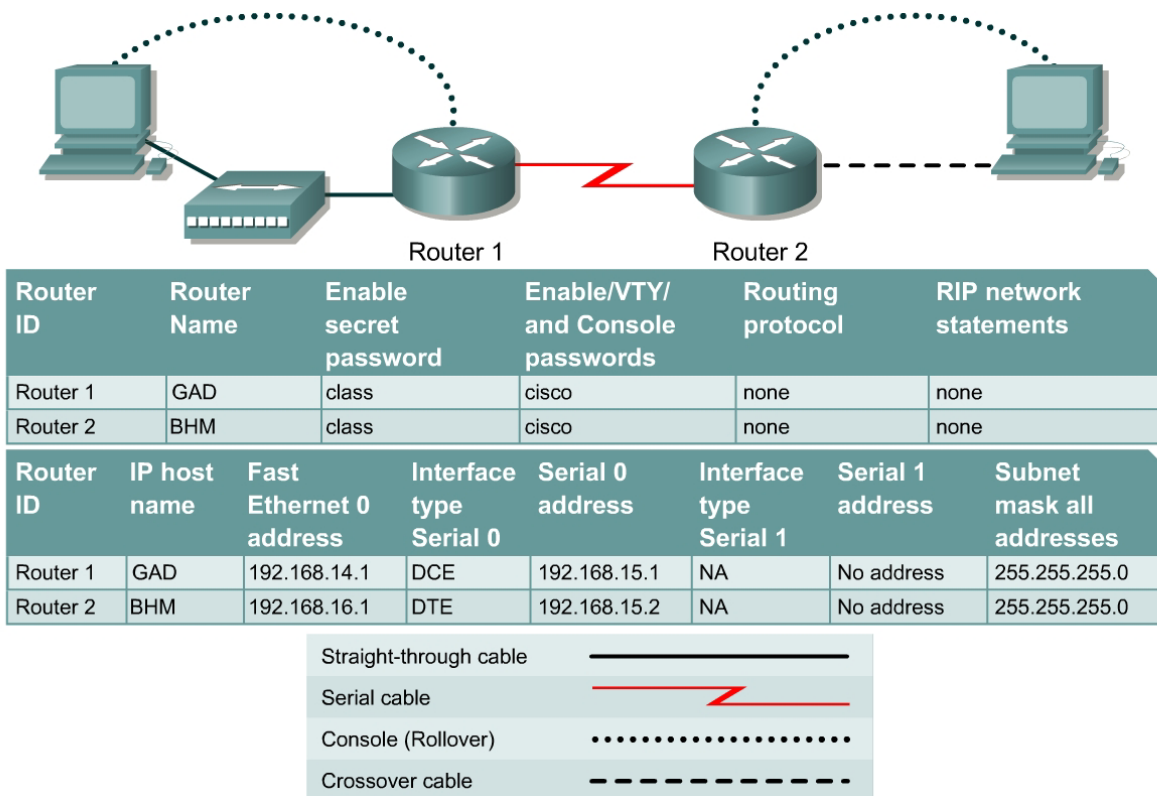 Router 1
Router 2
Router ID
Router Name
Enable secret password
Enable/VTY/ and Console passwords
Routing protocol
RIP network statements
Router 1 GAD class cisco none none
Router 2 BHM class cisco none none
Router ID
IP host name
Fast Ethernet 0 address
Interface type Serial 0
Serial 0 address
Interface type Serial 1
Serial 1 address
Subnet mask all addresses
Router 1 GAD 192.168.14.1 DCE 192.168.15.1 NA No address 255.255.255.0
Router 2 BHM 192.168.16.1 DTE 192.168.15.2 NA No address 255.255.255.0
Straight-through cable
Serial cable
Console (Rollover)
Crossover cable